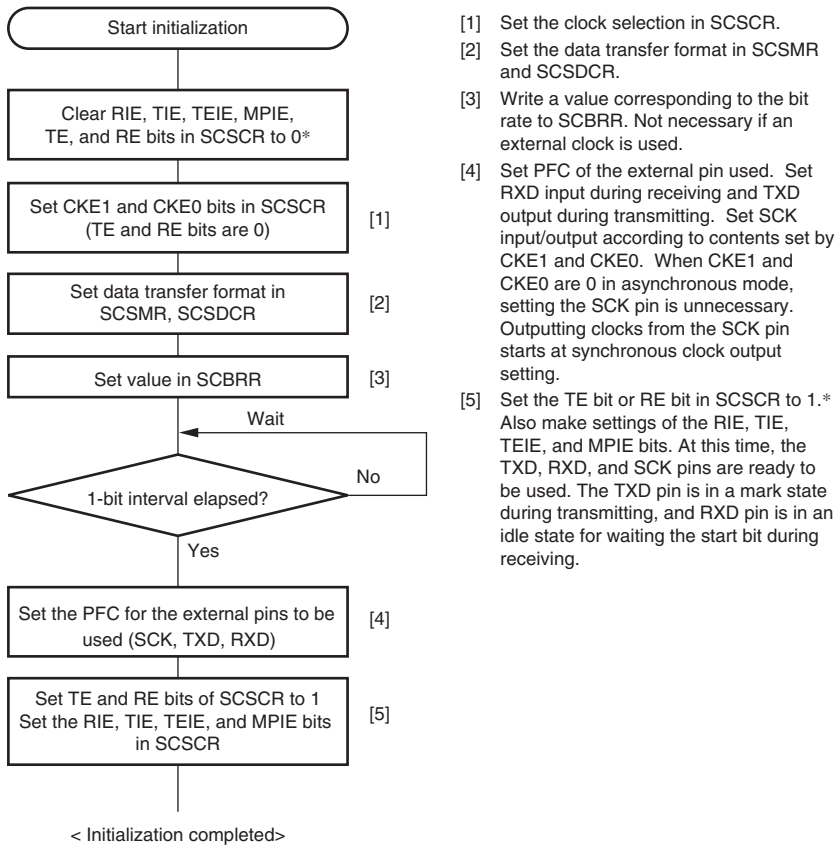 Start initialization
Clear RIE, TIE, TEIE, MPIE,
TE, and RE bits in SCSCR to 0*
Set CKE1 and CKE0 bits in SCSCR
(TE and RE bits are 0)
[1]
Set data transfer format in
SCSMR, SCSDCR
[2]
Set value in SCBRR
[3]
Wait
1-bit interval elapsed?
No
Yes
Set the PFC for the external pins to be
used (SCK, TXD, RXD)
[4]
Set TE and RE bits of SCSCR to 1
Set the RIE, TIE, TEIE, and MPIE bits
in SCSCR
[5]
< Initialization completed>
[1] Set the clock selection in SCSCR.
[2] Set the data transfer format in SCSMR
and SCSDCR.
[3] Write a value corresponding to the bit
rate to SCBRR. Not necessary if an
external clock is used.
[4] Set PFC of the external pin used. Set
RXD input during receiving and TXD
output during transmitting. Set SCK
input/output according to contents set by
CKE1 and CKE0. When CKE1 and
CKE0 are 0 in asynchronous mode,
setting the SCK pin is unnecessary.
Outputting clocks from the SCK pin
starts at synchronous clock output
setting.
[5] Set the TE bit or RE bit in SCSCR to 1.*
Also make settings of the RIE, TIE,
TEIE, and MPIE bits. At this time, the
TXD, RXD, and SCK pins are ready to
be used. The TXD pin is in a mark state
during transmitting, and RXD pin is in an
idle state for waiting the start bit during
receiving.